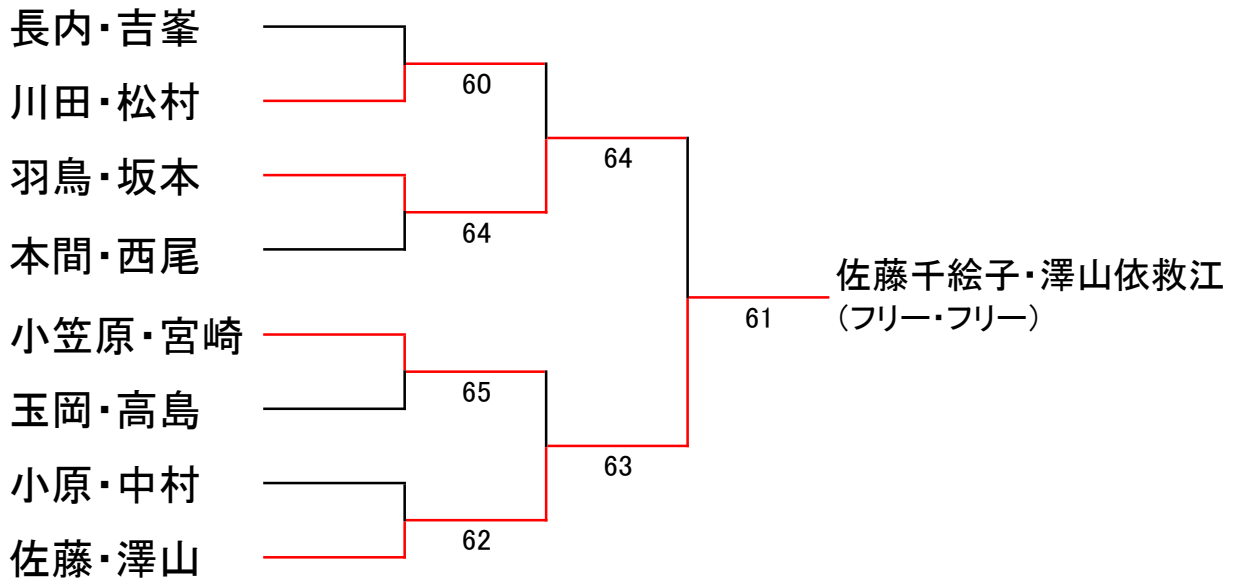 長内・吉峯
60
川田・松村
64
羽鳥・坂本
64
本間・西尾
佐藤千絵子・澤山依救江
小笠原・宮崎
61
(フリー・フリー)
65
玉岡・高島
63
小原・中村
62
佐藤・澤山